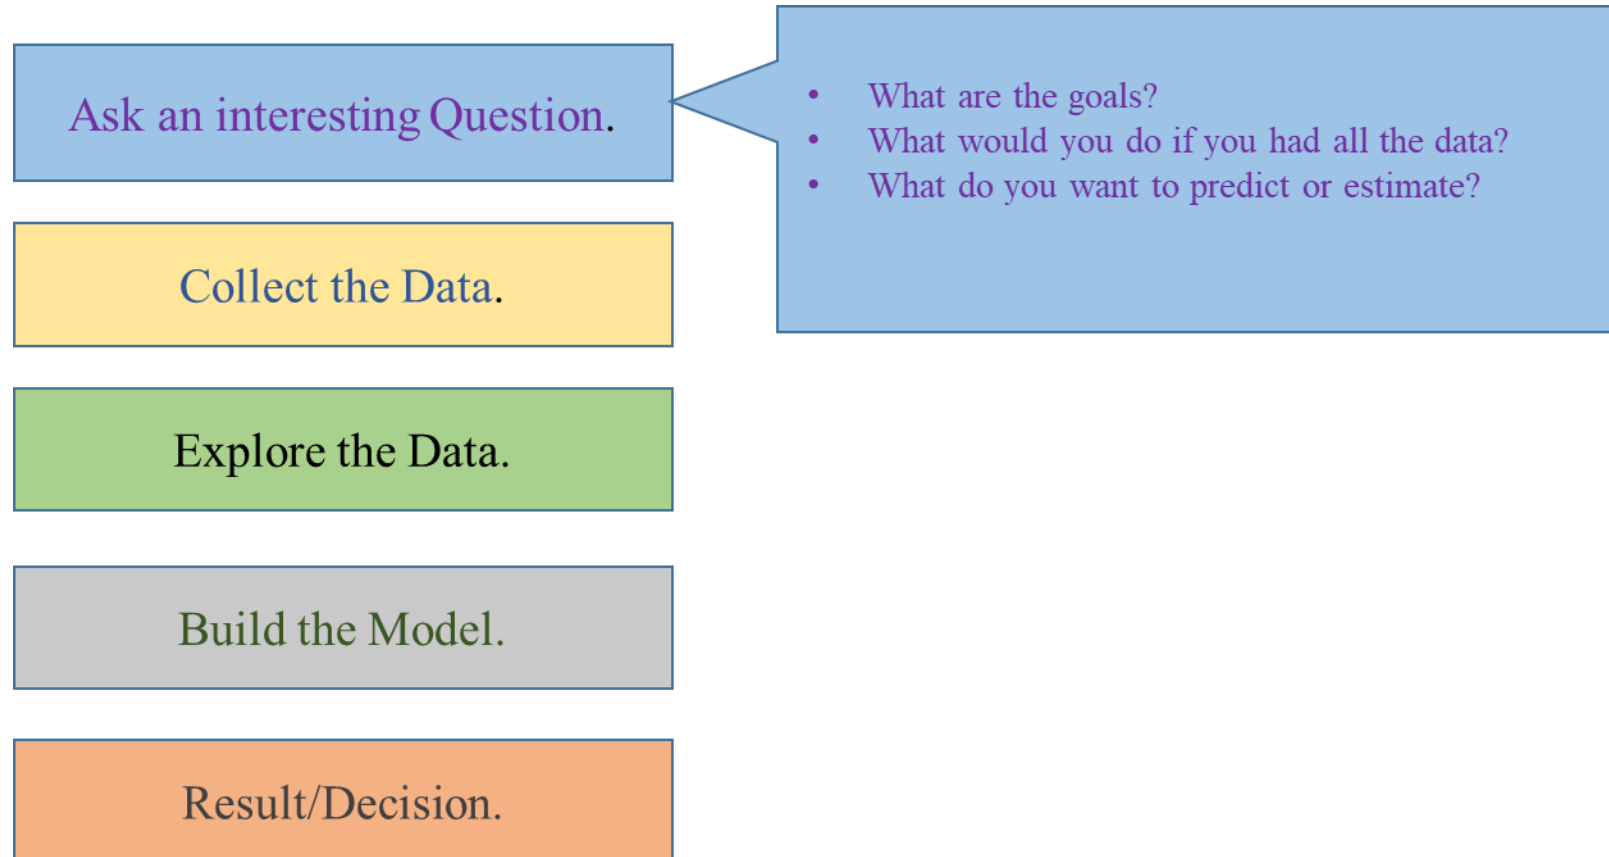 Ask an interesting Question.
• What are the goals?
• What would you do if you had all the data?
• What do you want to predict or estimate?
Collect the Data.
Explore the Data.
Build the Model.
Result/Decision.